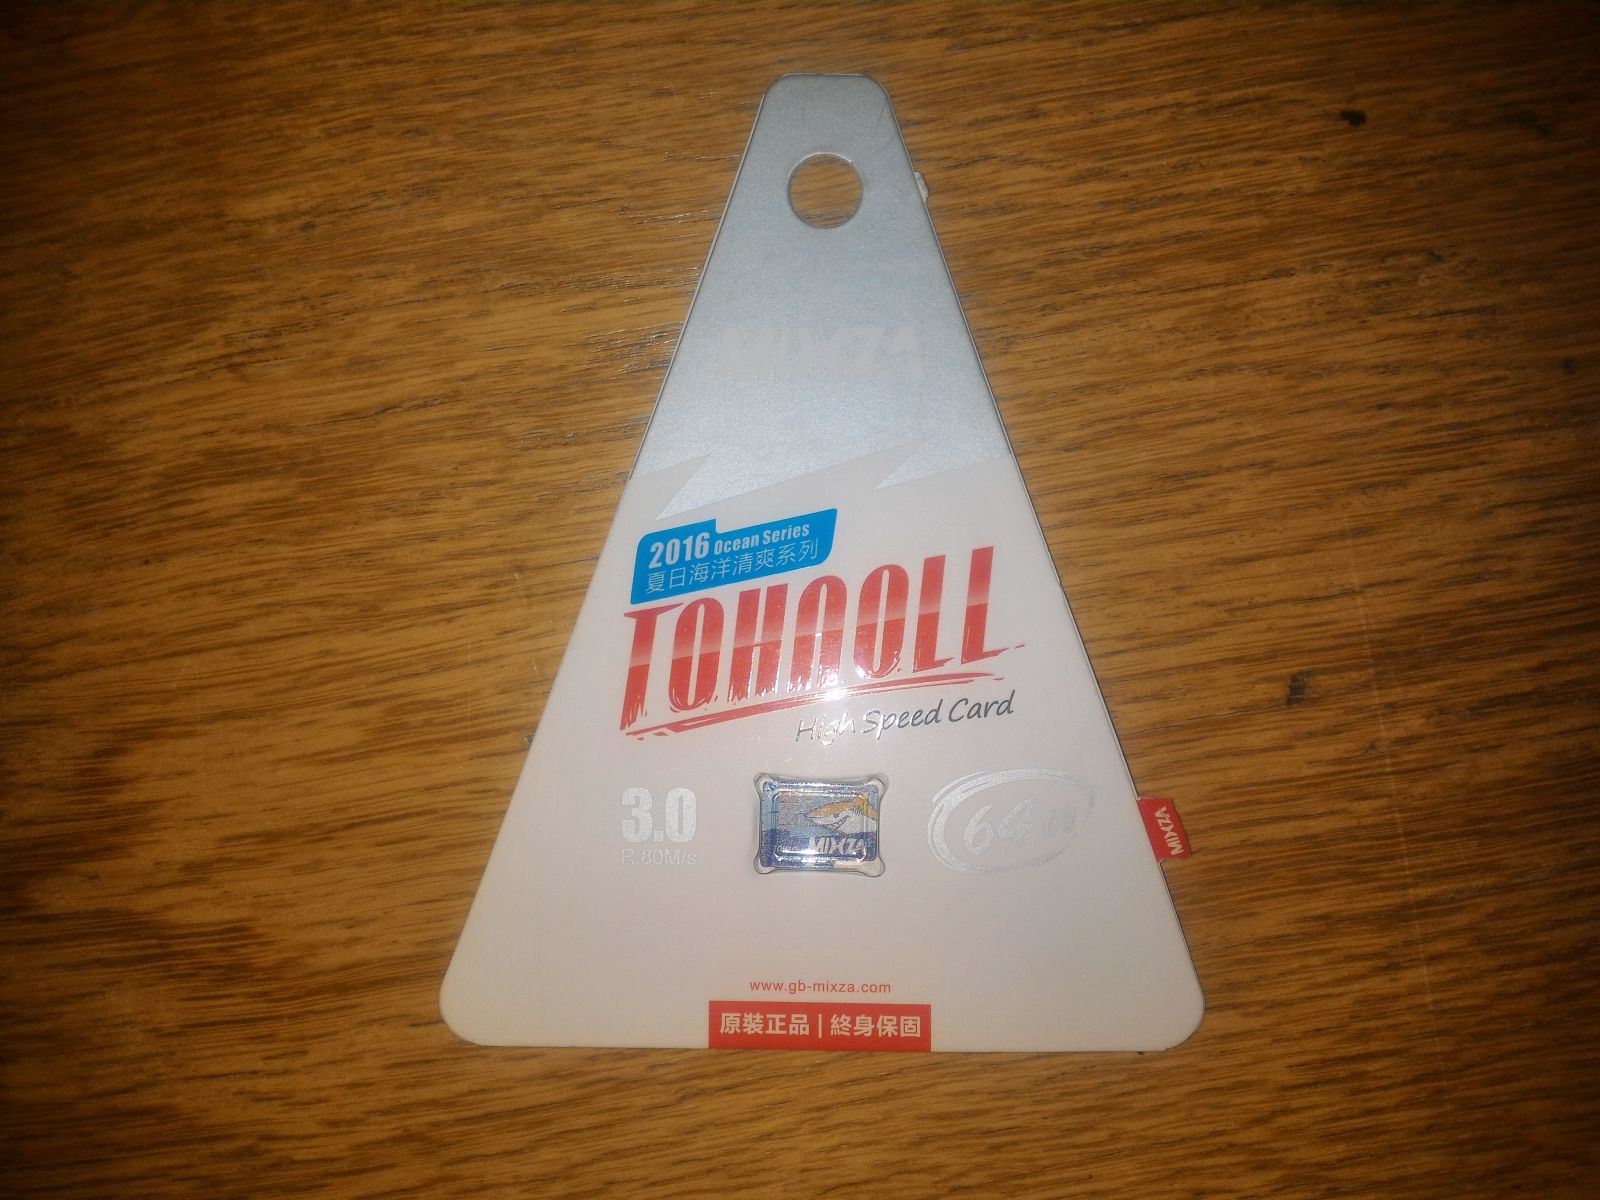 MIXZA
2016 Ocean Series
夏日海洋清爽系列
TOHAOLL
High Speed Card
3.0
R.80M/s
MIXZA
64 GB
MIXZA
www.gb-mixza.com
原裝正品 | 終身保固